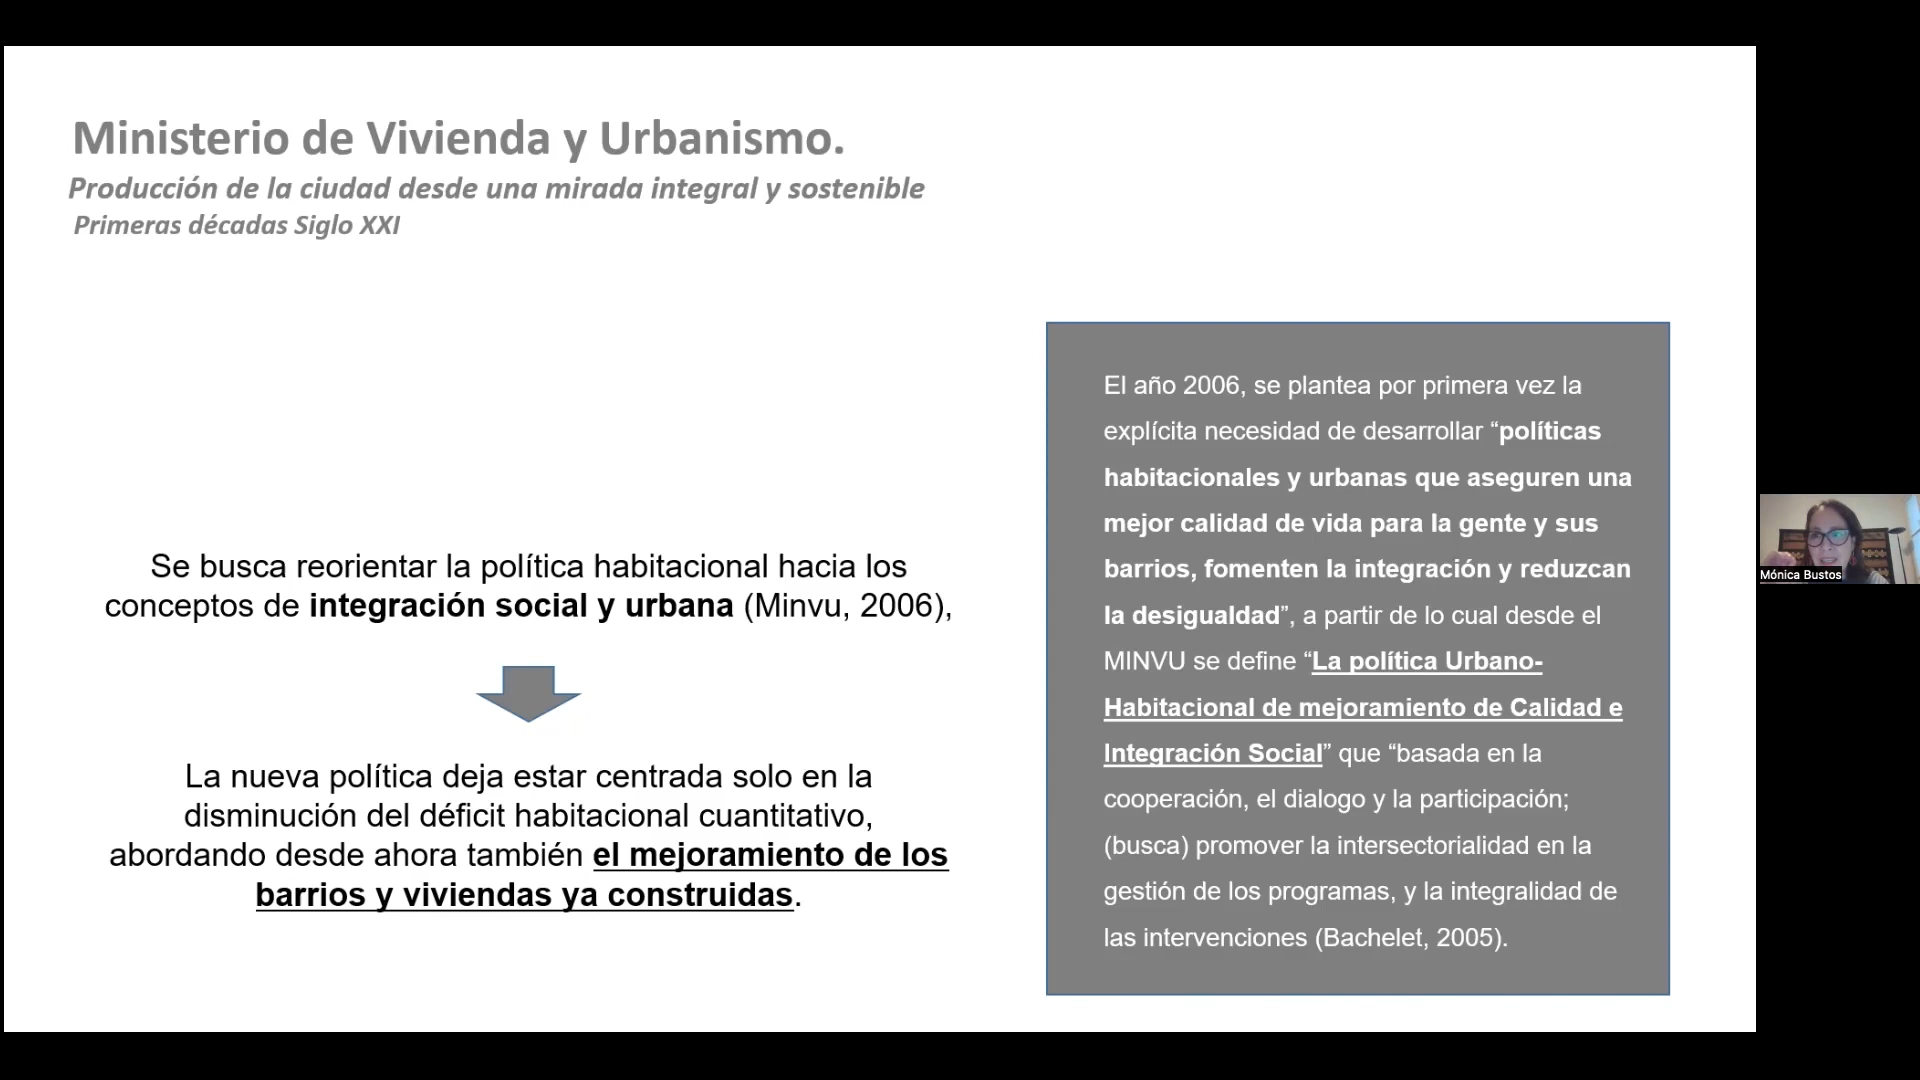 Ministerio de Vivienda y Urbanismo.
Producción de la ciudad desde una mirada integral y sostenible
Primeras décadas Siglo XXI
Se busca reorientar la política habitacional hacia los
conceptos de integración social y urbana (Minvu, 2006),
La nueva política deja estar centrada solo en la
disminución del déficit habitacional cuantitativo,
abordando desde ahora también el mejoramiento de los
barrios y viviendas ya construidas.
El año 2006, se plantea por primera vez la
explícita necesidad de desarrollar “políticas
habitacionales y urbanas que aseguren una
mejor calidad de vida para la gente y sus
barrios, fomenten la integración y reduzcan
la desigualdad”, a partir de lo cual desde el
MINVU se define “La política Urbano-
Habitacional de mejoramiento de Calidad e
Integración Social” que “basada en la
cooperación, el dialogo y la participación;
(busca) promover la intersectorialidad en la
gestión de los programas, y la integralidad de
las intervenciones (Bachelet, 2005).
Mónica Bustos